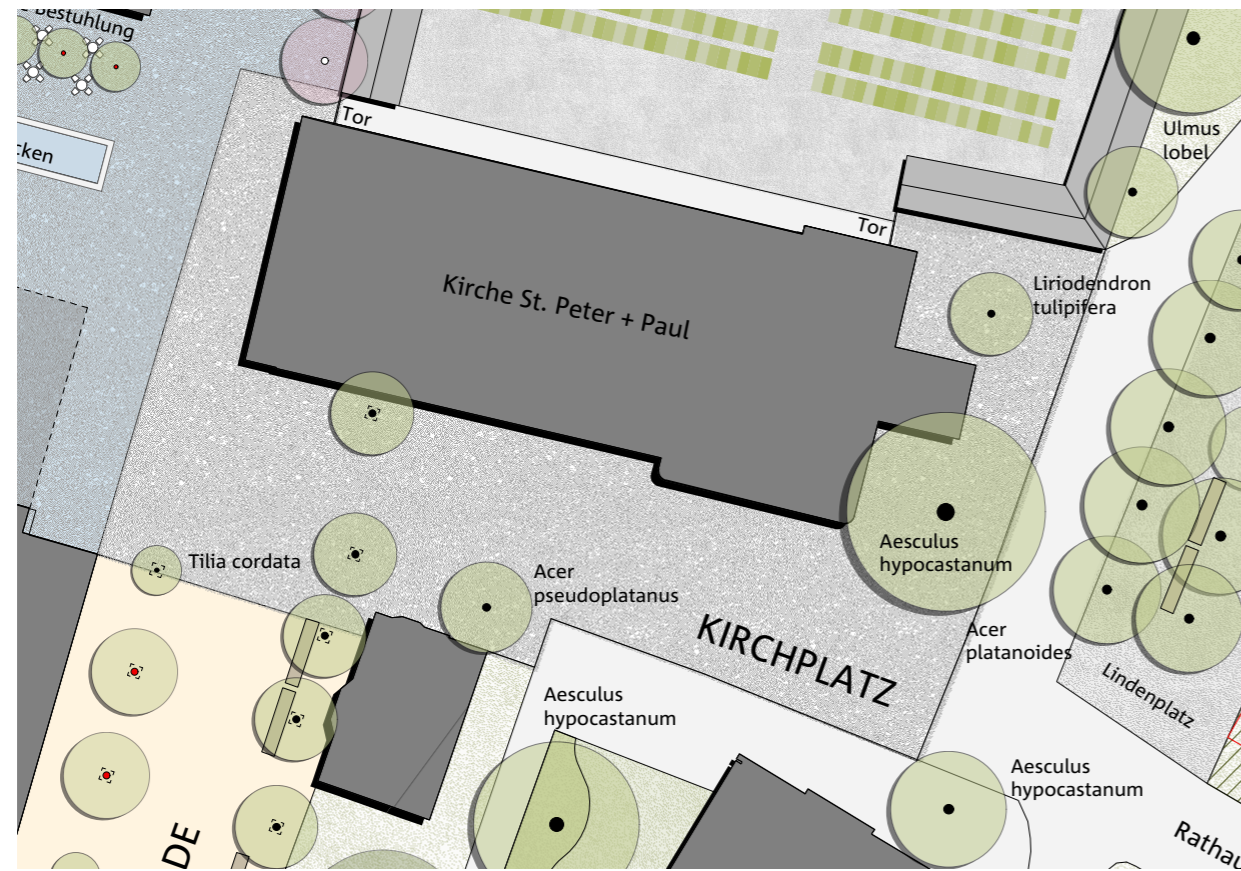 Bestuhlung
cken
Tor
Tor
Ulmus
lobel
Kirche St. Peter + Paul
Liriodendron
tulipifera
Aesculus
hypocastanum
Tilia cordata
Acer
pseudoplatanus
KIRCHPLATZ
Acer
platanoides
Lindenplatz
Aesculus
hypocastanum
Aesculus
hypocastanum
Rathau
DE